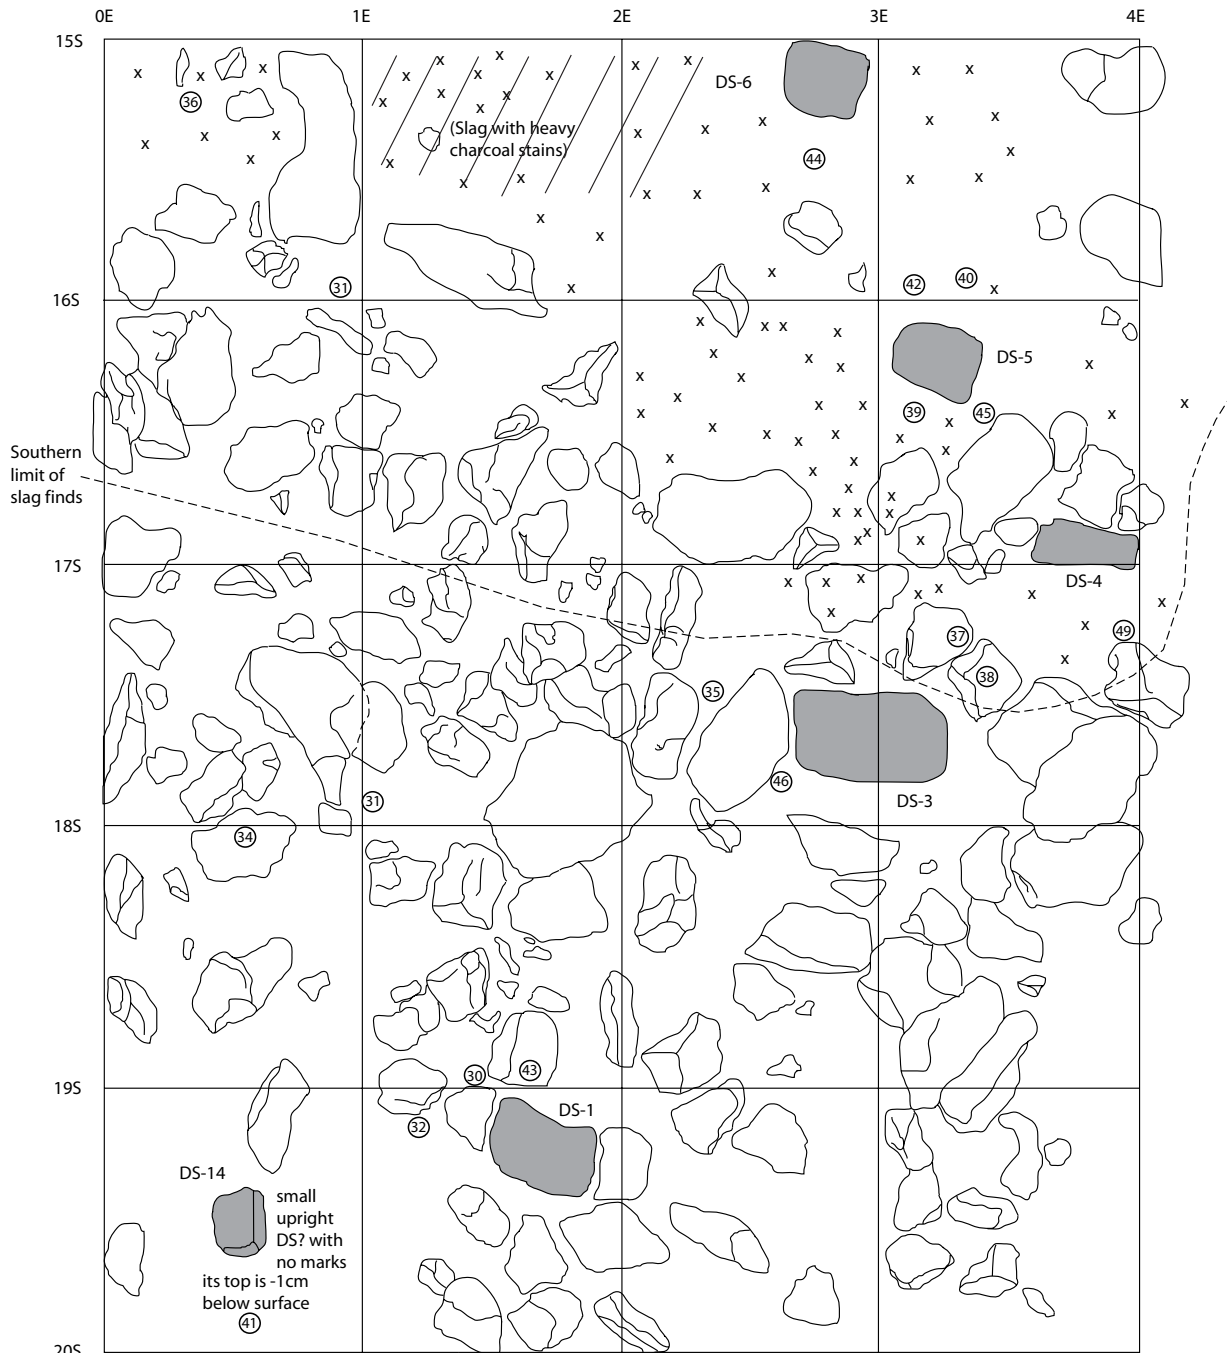 0E 1E 2E 3E 4E
15S
DS-6
36
(Slag with heavy
charcoal stains)
44
31
42
40
16S
DS-5
39
45
Southern
limit of
slag finds
17S
DS-4
37
49
38
35
46
DS-3
31
18S
34
30
43
19S
32
DS-1
DS-14
small
upright
DS? with
no marks
its top is -1cm
below surface
41
20S